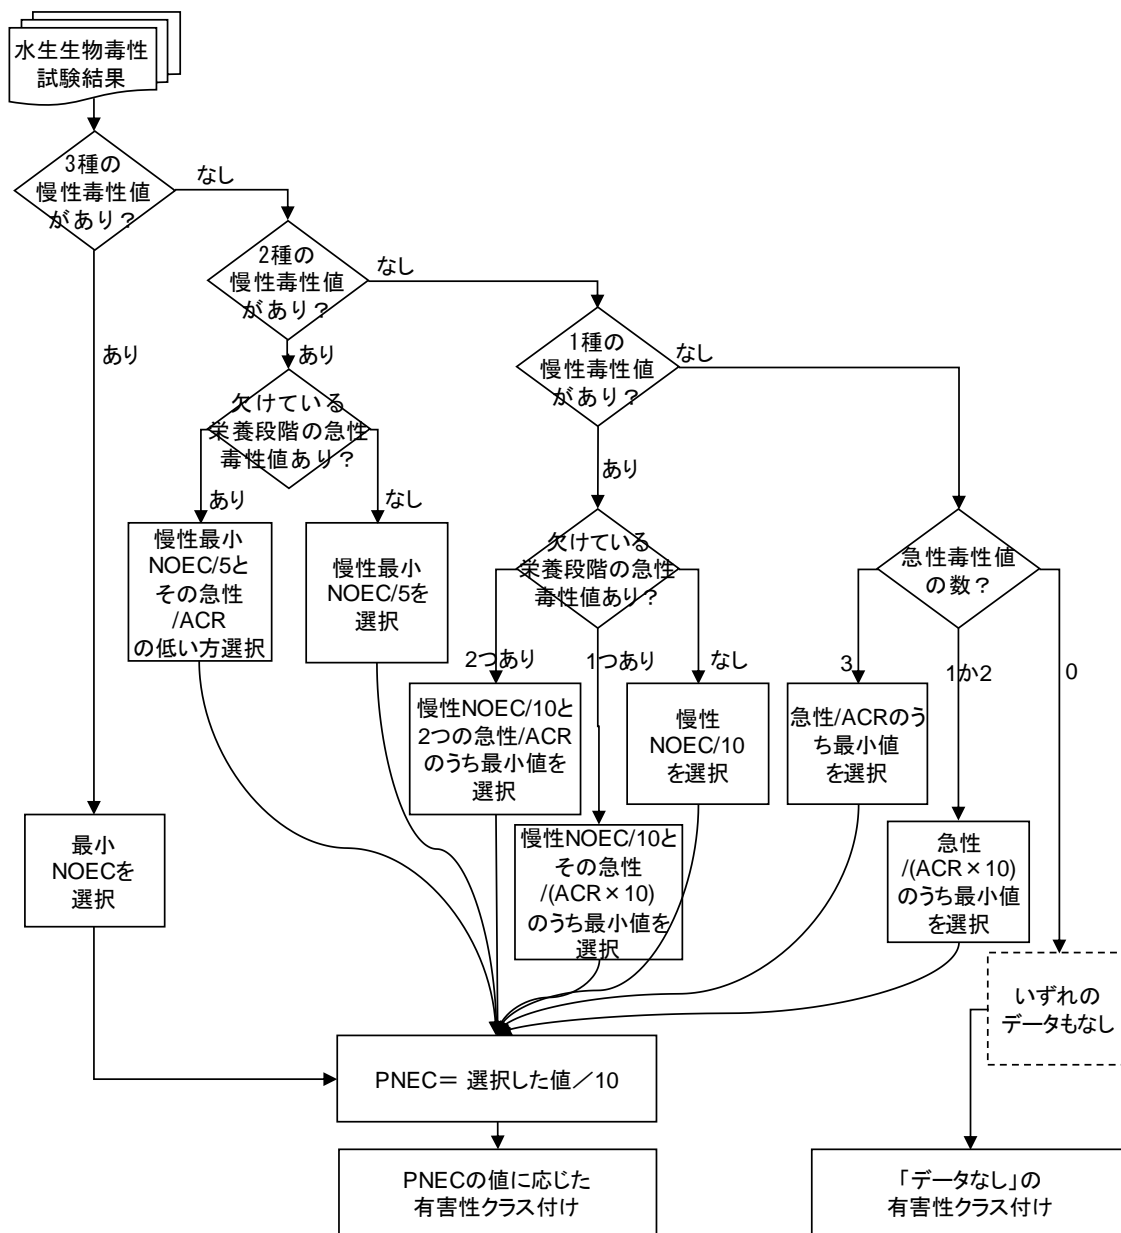 水生生物毒性
試験結果
3種の
慢性毒性値
があり？
なし
2種の
慢性毒性値
があり？
なし
1種の
慢性毒性値
があり？
なし
あり
あり
欠けている
栄養段階の急性
毒性値あり？
あり
なし
あり
慢性最小
NOEC/5と
その急性
/ACR
の低い方選択
慢性最小
NOEC/5を
選択
欠けている
栄養段階の急性
毒性値あり？
急性毒性値
の数？
2つあり
1つあり
なし
3
1か2
0
慢性NOEC/10と
2つの急性/ACR
のうち最小値を
選択
慢性
NOEC/10
を選択
急性/ACRのう
ち最小値
を選択
最小
NOECを
選択
慢性NOEC/10と
その急性
/(ACR×10)
のうち最小値を
選択
急性
/(ACR×10)
のうち最小値
を選択
いずれの
データもなし
PNEC＝ 選択した値／10
PNECの値に応じた
有害性クラス付け
「データなし」の
有害性クラス付け